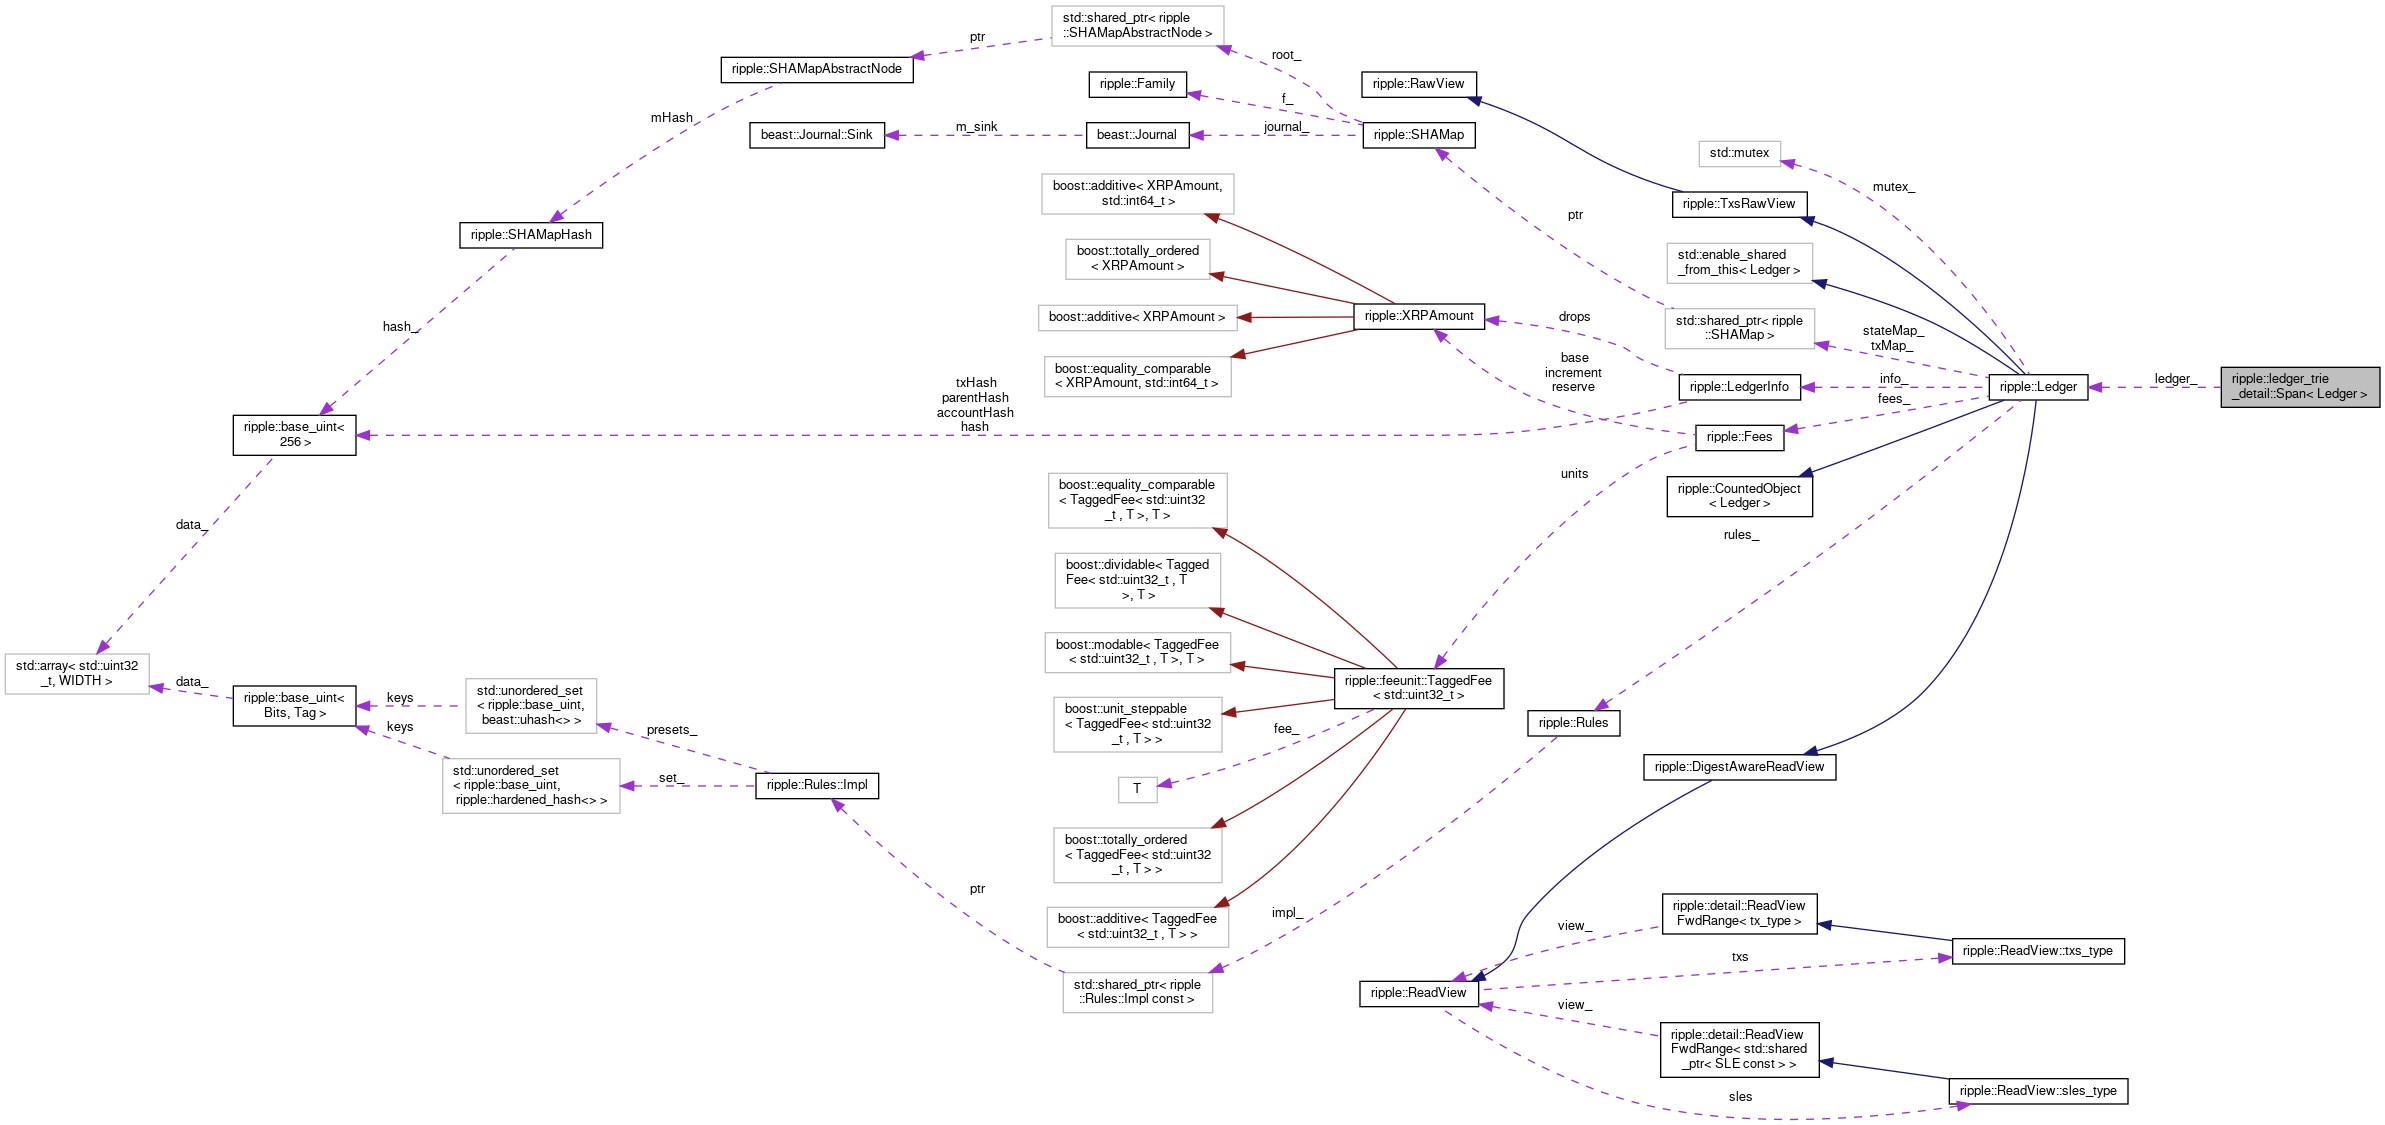 std::shared_ptr< ripple
::SHAMapAbstractNode >
ptr
ripple::SHAMapAbstractNode
root_
ripple::Family
f_
ripple::RawView
mHash
beast::Journal::Sink
m_sink
beast::Journal
journal_
ripple::SHAMap
std::mutex
mutex_
boost::additive< XRPAmount,
std::int64_t >
ripple::TxsRawView
ptr
ripple::SHAMapHash
boost::totally_ordered
< XRPAmount >
std::enable_shared
_from_this< Ledger >
boost::additive< XRPAmount >
ripple::XRPAmount
drops
std::shared_ptr< ripple
::SHAMap >
stateMap_
txMap_
hash_
boost::equality_comparable
< XRPAmount, std::int64_t >
base
increment
reserve
ripple::LedgerInfo
info_
ripple::Ledger
ledger_
ripple::ledger_trie
_detail::Span< Ledger >
txHash
parentHash
accountHash
hash
fees_
ripple::base_uint<
256 >
ripple::Fees
units
boost::equality_comparable
< TaggedFee< std::uint32
_t , T >, T >
ripple::CountedObject
< Ledger >
data_
rules_
boost::dividable< Tagged
Fee< std::uint32_t , T
>, T >
boost::modable< TaggedFee
< std::uint32_t , T >, T >
std::array< std::uint32
_t, WIDTH >
data_
ripple::base_uint<
Bits, Tag >
keys
keys
std::unordered_set
< ripple::base_uint,
beast::uhash<> >
presets_
ripple::feeunit::TaggedFee
< std::uint32_t >
boost::unit_steppable
< TaggedFee< std::uint32
_t , T > >
fee_
ripple::Rules
std::unordered_set
< ripple::base_uint,
ripple::hardened_hash<> >
set_
ripple::Rules::Impl
T
ripple::DigestAwareReadView
boost::totally_ordered
< TaggedFee< std::uint32
_t , T > >
ptr
impl_
boost::additive< TaggedFee
< std::uint32_t , T > >
ripple::detail::ReadView
FwdRange< tx_type >
view_
ripple::ReadView::txs_type
txs
std::shared_ptr< ripple
::Rules::Impl const >
ripple::ReadView
view_
ripple::detail::ReadView
FwdRange< std::shared
_ptr< SLE const > >
ripple::ReadView::sles_type
sles